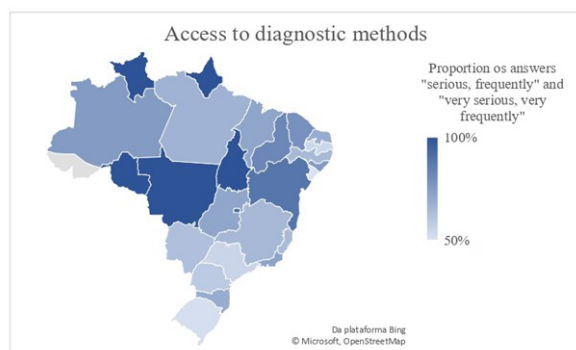 Access to diagnostic methods
Proportion os answers
"serious, frequently" and
"very serious, very
frequently"
100%
50%
Da plataforma Bing
© Microsoft, OpenStreetMap